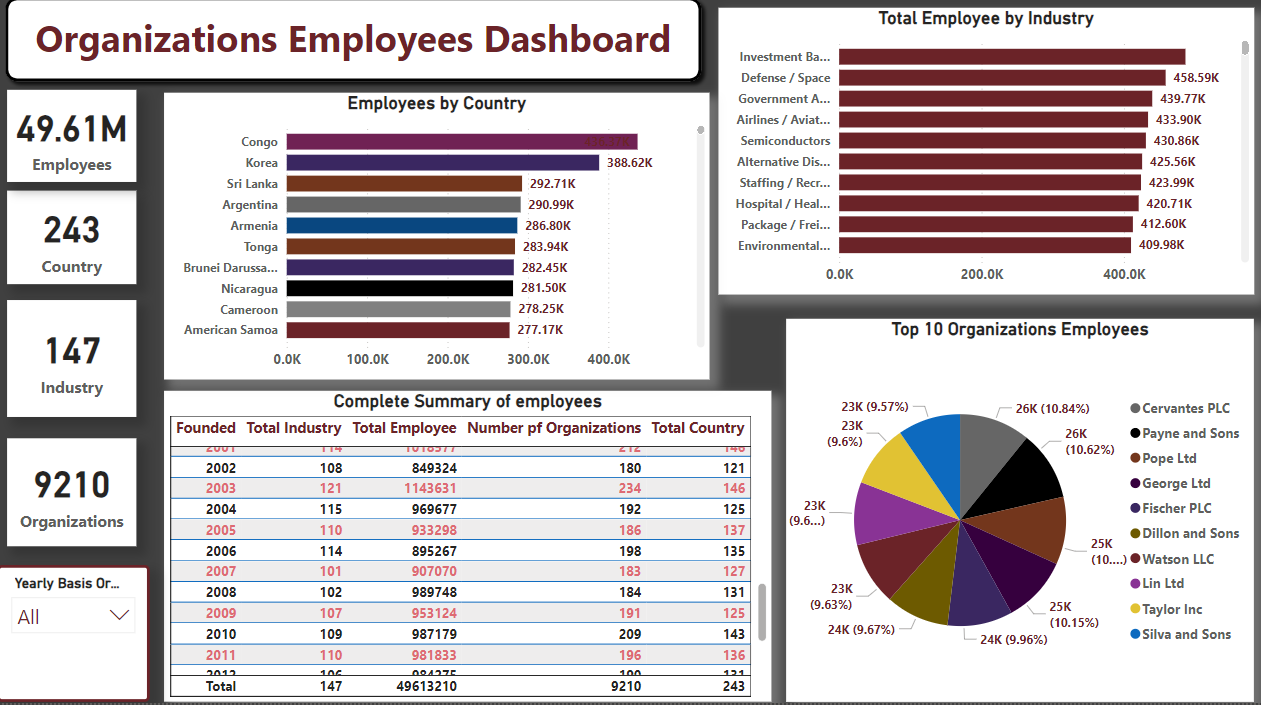 Organizations Employees Dashboard
49.61M
Employees
243
Country
147
Industry
9210
Organizations
Yearly Basis Or...
All
Employees by Country
Congo
Korea 388.62K
Sri Lanka 292.71K
Argentina 290.99K
Armenia 286.80K
Tonga 283.94K
Brunei Darussa... 282.45K
Nicaragua 281.50K
Cameroon 278.25K
American Samoa 277.17K
0.0K 100.0K 200.0K 300.0K 400.0K
Total Employee by Industry
Investment Ba...
Defense / Space 458.59K
Government A... 439.77K
Airlines / Aviat... 433.90K
Semiconductors 430.86K
Alternative Dis... 425.56K
Staffing / Recr... 423.99K
Hospital / Heal... 420.71K
Package / Frei... 412.60K
Environmental... 409.98K
0.0K 200.0K 400.0K
Complete Summary of employees
Founded Total Industry Total Employee Number pf Organizations Total Country
2002 108 849324 180 121
2003 121 1143631 234 146
2004 115 969677 192 125
2005 110 933298 186 137
2006 114 895267 198 135
2007 101 907070 183 127
2008 102 989748 184 131
2009 107 953124 191 125
2010 109 987179 209 143
2011 110 981833 196 136
Total 147 49613210 9210 243
Top 10 Organizations Employees
26K (10.84%)
26K
(10.62%)
25K
(10....)
25K
(10.15%)
24K (9.96%)
24K (9.67%)
23K
(9.63%)
23K
(9.6...)
23K
(9.6%)
23K (9.57%)
Cervantes PLC
Payne and Sons
Pope Ltd
George Ltd
Fischer PLC
Dillon and Sons
Watson LLC
Lin Ltd
Taylor Inc
Silva and Sons